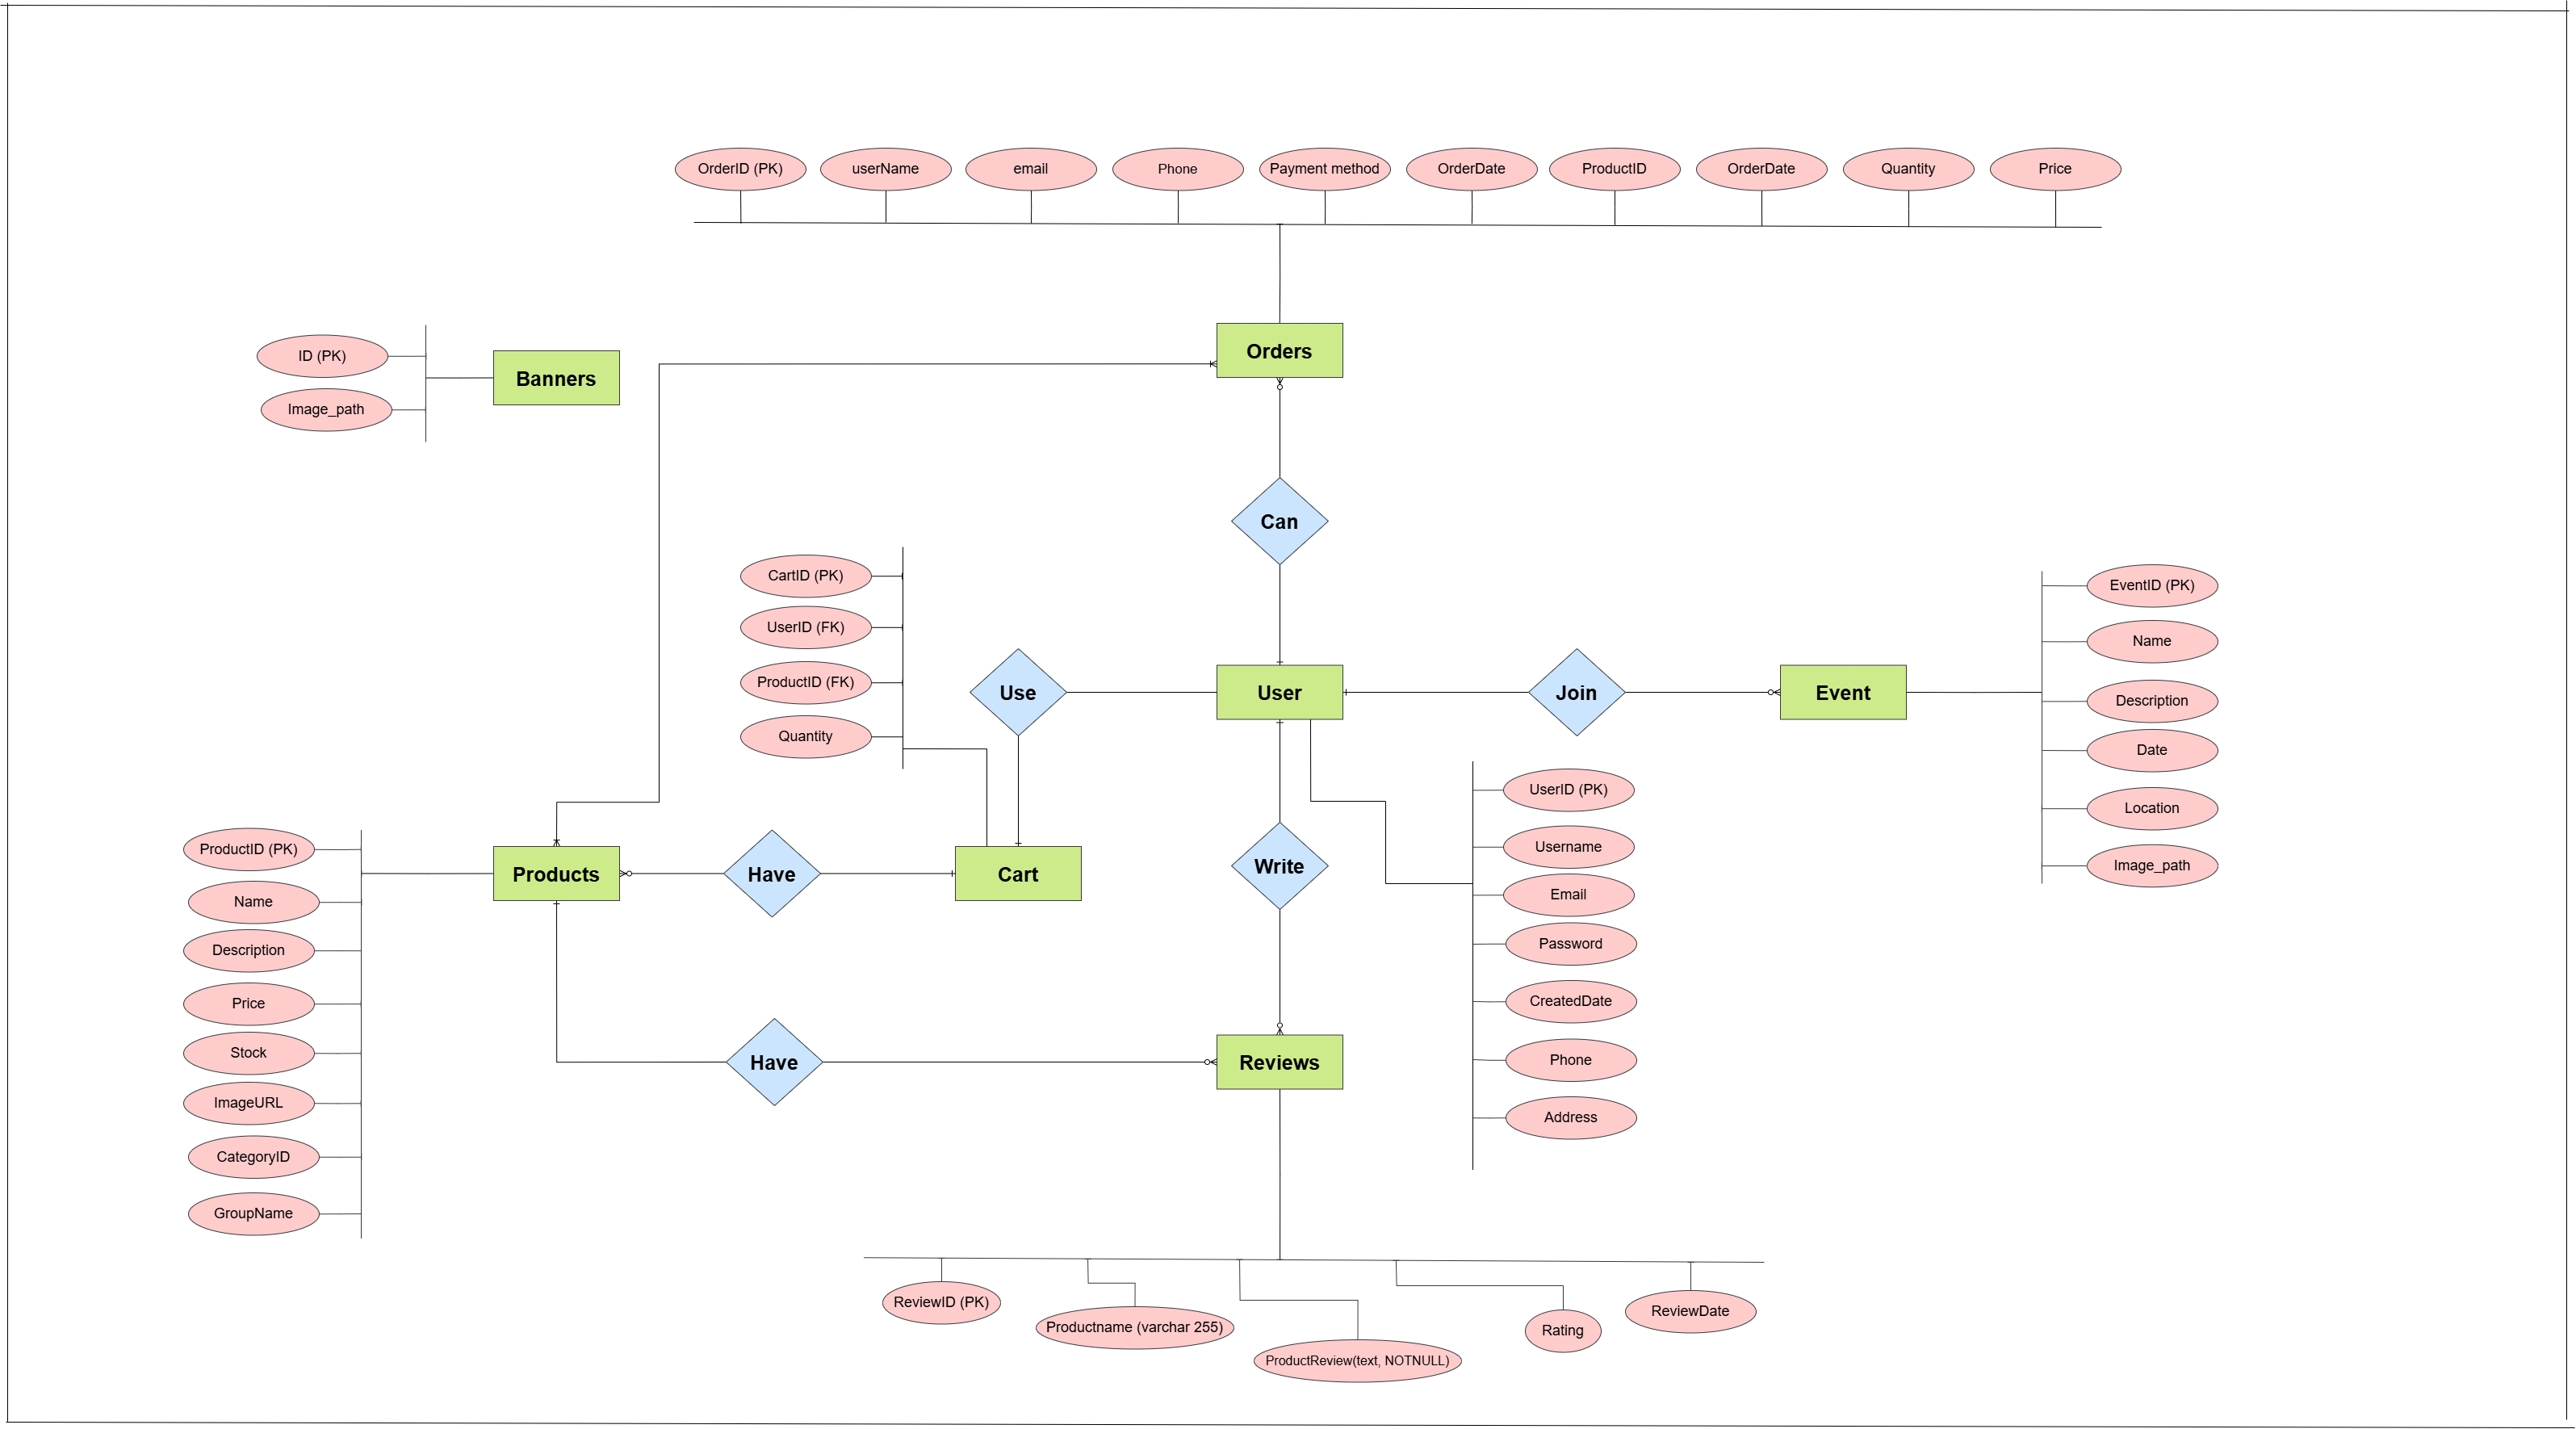 OrderID (PK)
userName
email
Phone
Payment method
OrderDate
ProductID
OrderDate
Quantity
Price
Orders
ID (PK)
Image_path
Banners
Can
CartID (PK)
UserID (FK)
ProductID (FK)
Quantity
Use
User
Join
Event
EventID (PK)
Name
Description
Date
Location
Image_path
UserID (PK)
Username
Email
Password
CreatedDate
Phone
Address
ProductID (PK)
Name
Description
Price
Stock
ImageURL
CategoryID
GroupName
Products
Have
Cart
Write
Have
Reviews
ReviewID (PK)
Productname (varchar 255)
ProductReview(text, NOTNULL)
Rating
ReviewDate